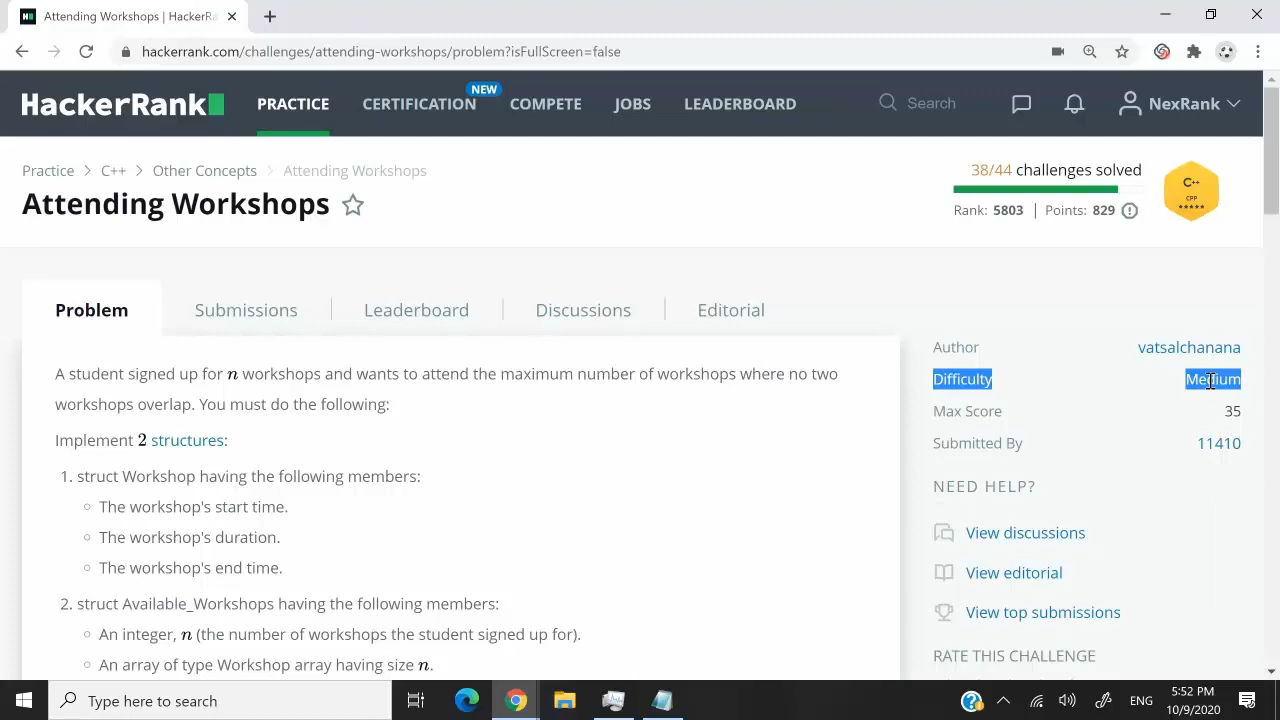 Attending Workshops | HackerRa
hackerrank.com/challenges/attending-workshops/problem?isFullScreen=false
HackerRank
PRACTICE
CERTIFICATION
NEW
COMPETE
JOBS
LEADERBOARD
Search
NexRank
Practice > C++ > Other Concepts > Attending Workshops
Attending Workshops
38/44 challenges solved
Rank: 5803 | Points: 829
C++
CPP
★★★★★
Problem
Submissions
Leaderboard
Discussions
Editorial
A student signed up for n workshops and wants to attend the maximum number of workshops where no two
workshops overlap. You must do the following:
Implement 2 structures:
1. struct Workshop having the following members:
The workshop's start time.
The workshop's duration.
The workshop's end time.
2. struct Available_Workshops having the following members:
An integer, n (the number of workshops the student signed up for).
An array of type Workshop array having size n.
Author vatsalchanana
Difficulty Medium
Max Score 35
Submitted By 11410
NEED HELP?
View discussions
View editorial
View top submissions
RATE THIS CHALLENGE
Type here to search
ENG
5:52 PM
10/9/2020